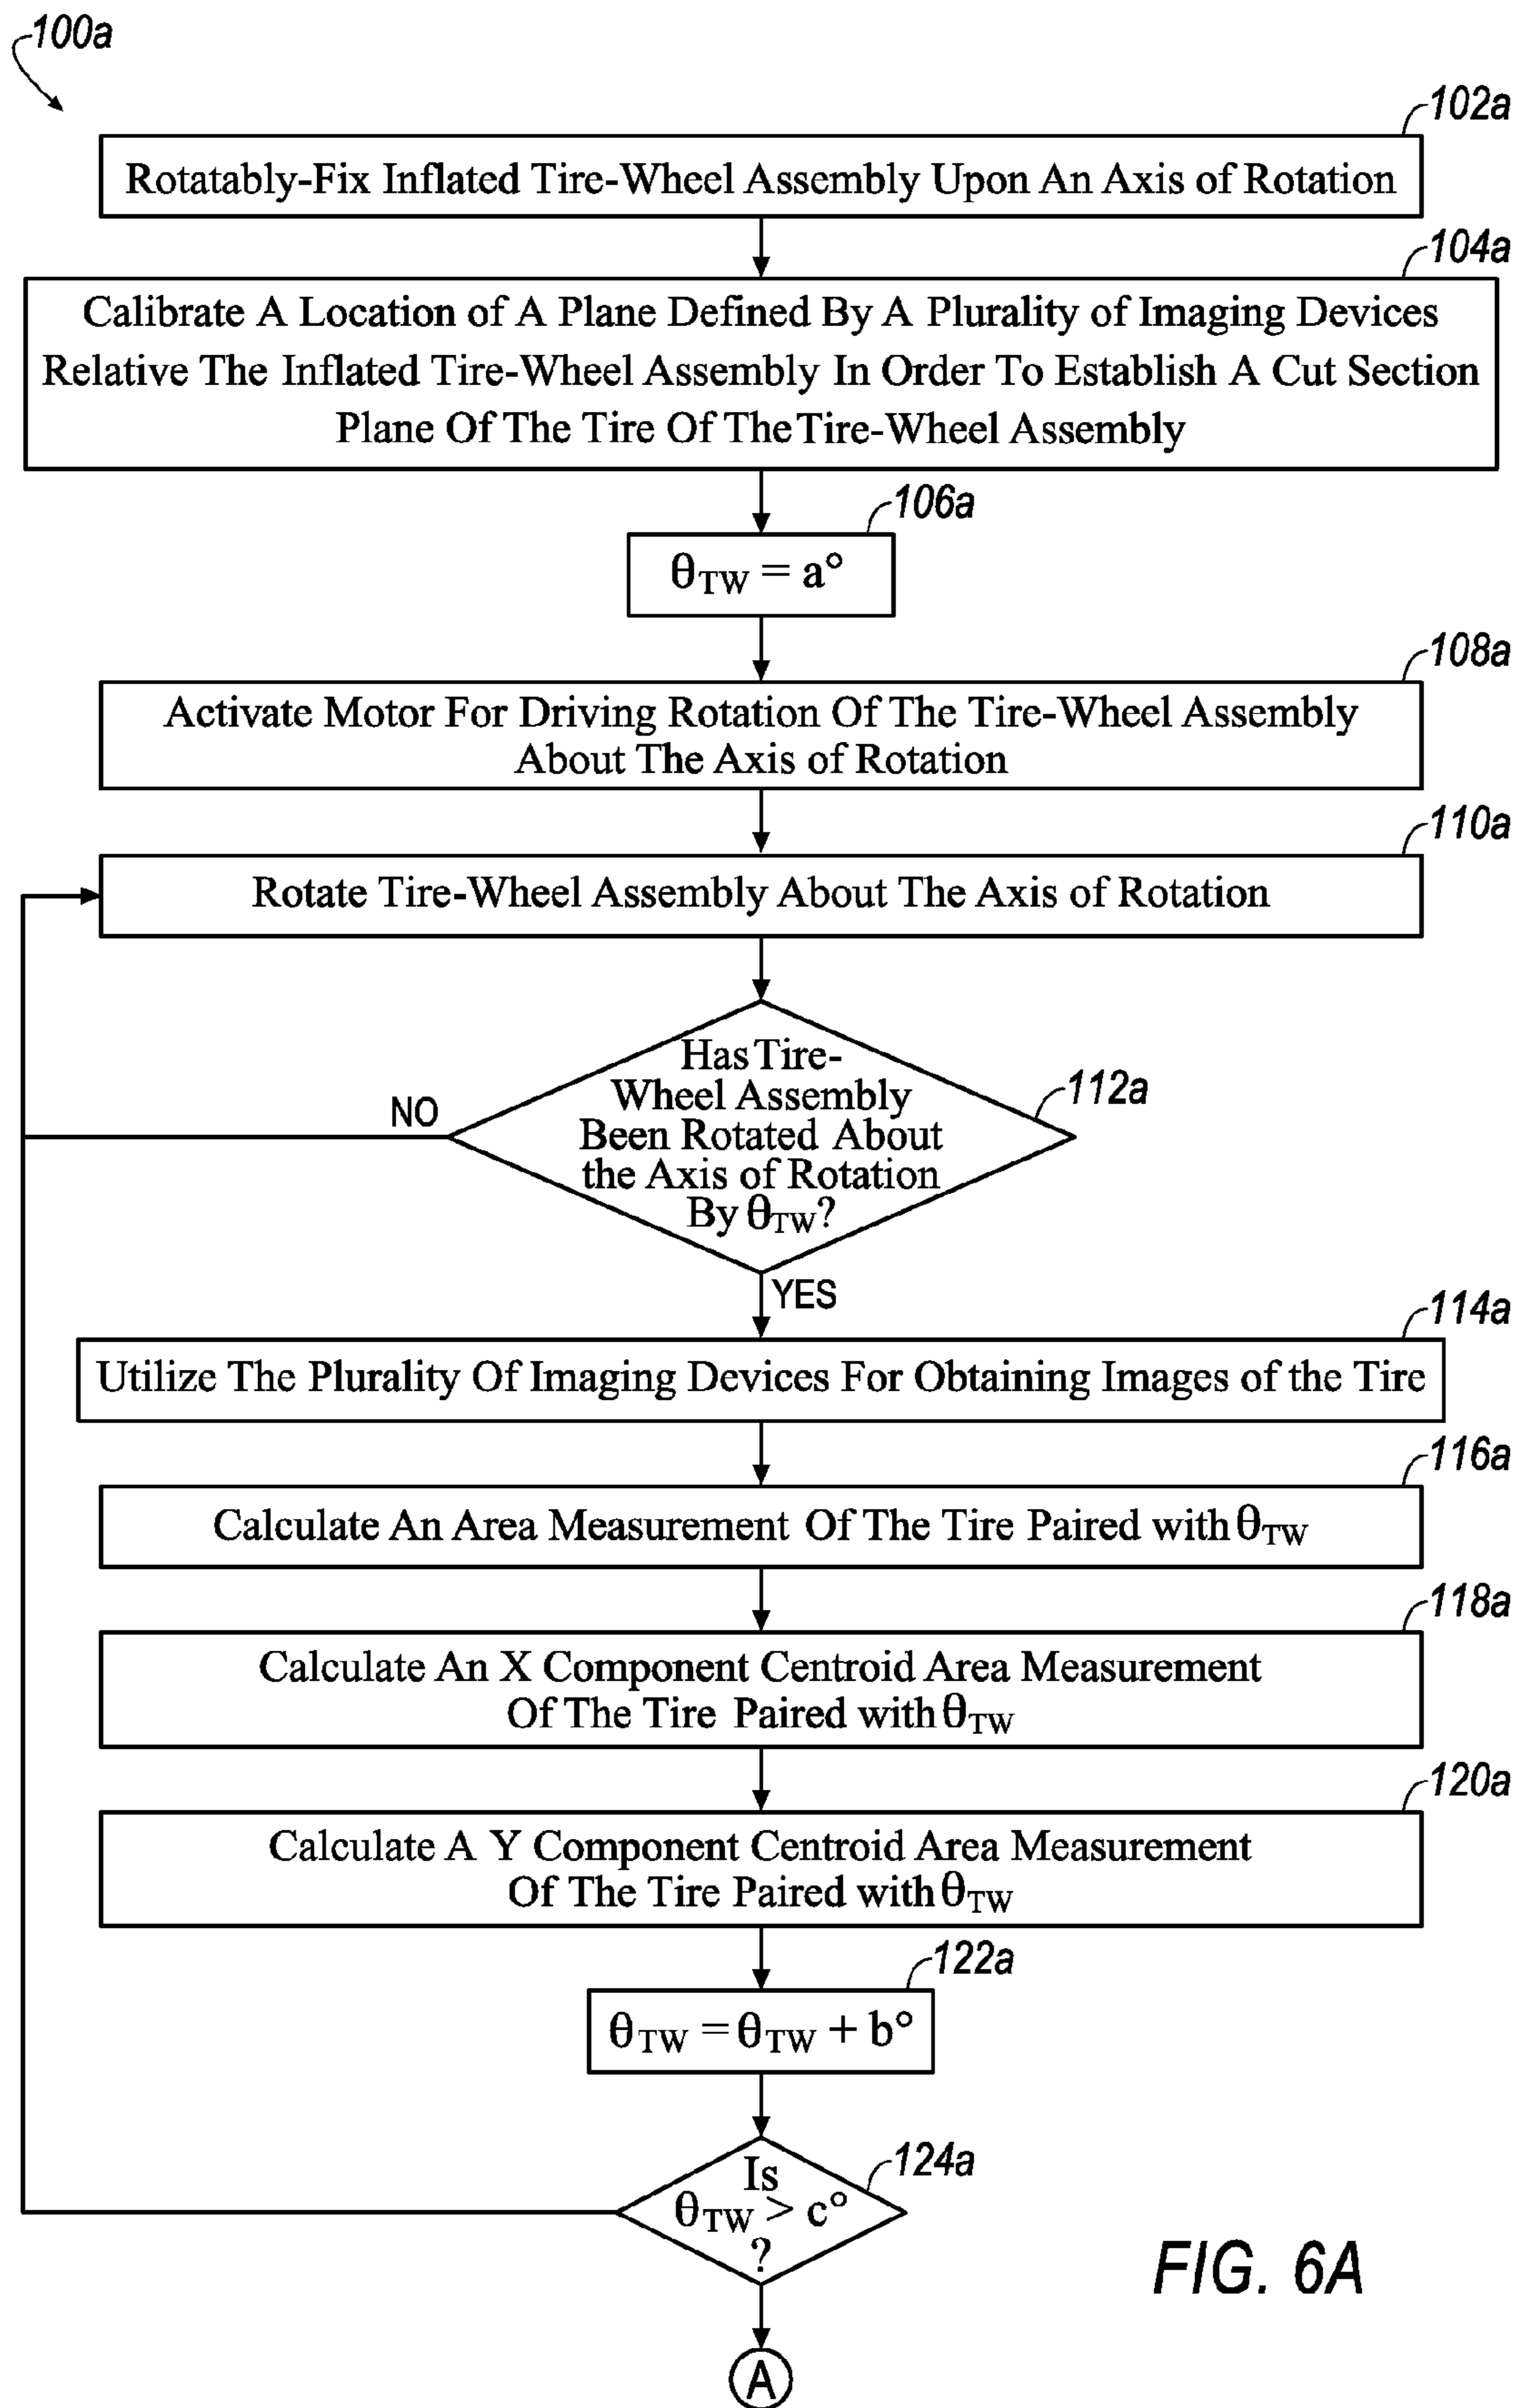 100a
102a
Rotatably-Fix Inflated Tire-Wheel Assembly Upon An Axis of Rotation
104a
Calibrate A Location of A Plane Defined By A Plurality of Imaging Devices
Relative The Inflated Tire-Wheel Assembly In Order To Establish A Cut Section
Plane Of The Tire Of The Tire-Wheel Assembly
106a
θTW = a°
108a
Activate Motor For Driving Rotation Of The Tire-Wheel Assembly
About The Axis of Rotation
110a
Rotate Tire-Wheel Assembly About The Axis of Rotation
Has Tire-
Wheel Assembly
Been Rotated About
the Axis of Rotation
By θTW?
112a
NO
YES
114a
Utilize The Plurality Of Imaging Devices For Obtaining Images of the Tire
116a
Calculate An Area Measurement Of The Tire Paired with θTW
118a
Calculate An X Component Centroid Area Measurement
Of The Tire Paired with θTW
120a
Calculate A Y Component Centroid Area Measurement
Of The Tire Paired with θTW
122a
θTW = θTW + b°
124a
Is
θTW > c°
?
A
FIG. 6A